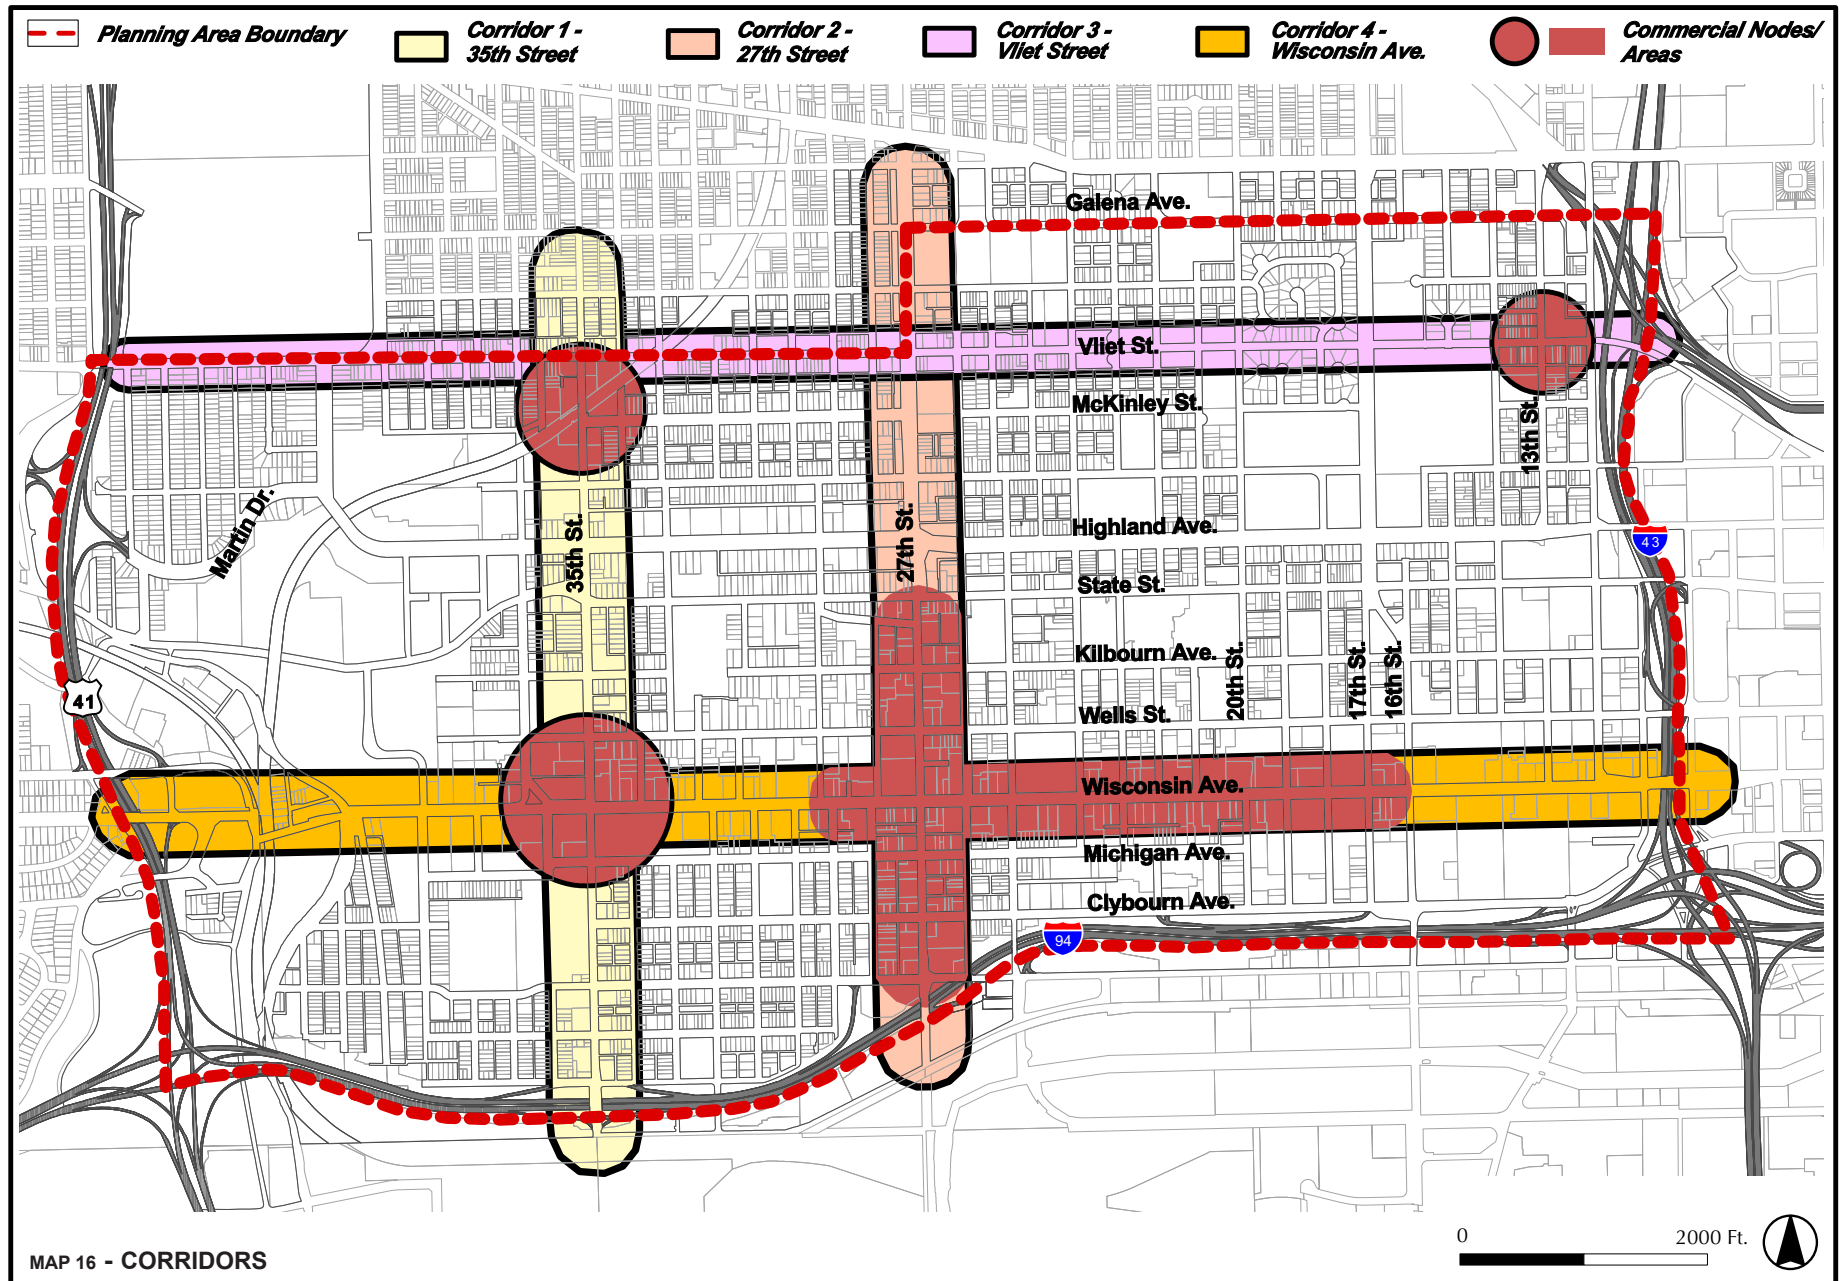 Planning Area Boundary
Corridor 1 -
35th Street
Corridor 2 -
27th Street
Corridor 3 -
Vliet Street
Corridor 4 -
Wisconsin Ave.
Commercial Nodes/
Areas
Galena Ave.
Vliet St.
McKinley St.
13th St.
Martin Dr.
35th St.
27th St.
Highland Ave.
43
State St.
Kilbourn Ave.
20th St.
17th St.
16th St.
41
Wells St.
Wisconsin Ave.
Michigan Ave.
Clybourn Ave.
94
MAP 16 - CORRIDORS
0
2000 Ft.